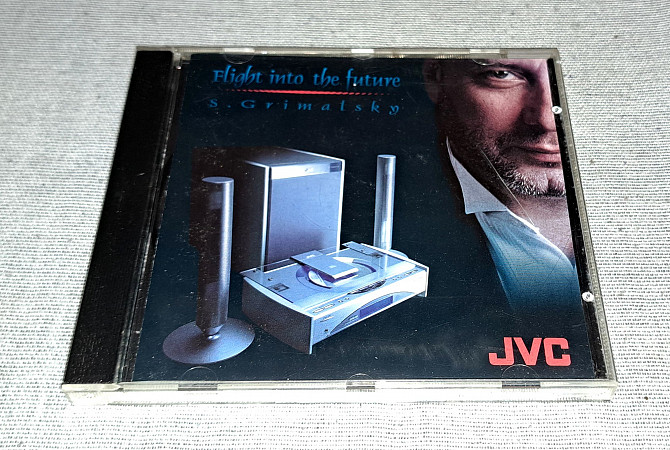 Flight into the future
S. Grimalsky
JVC